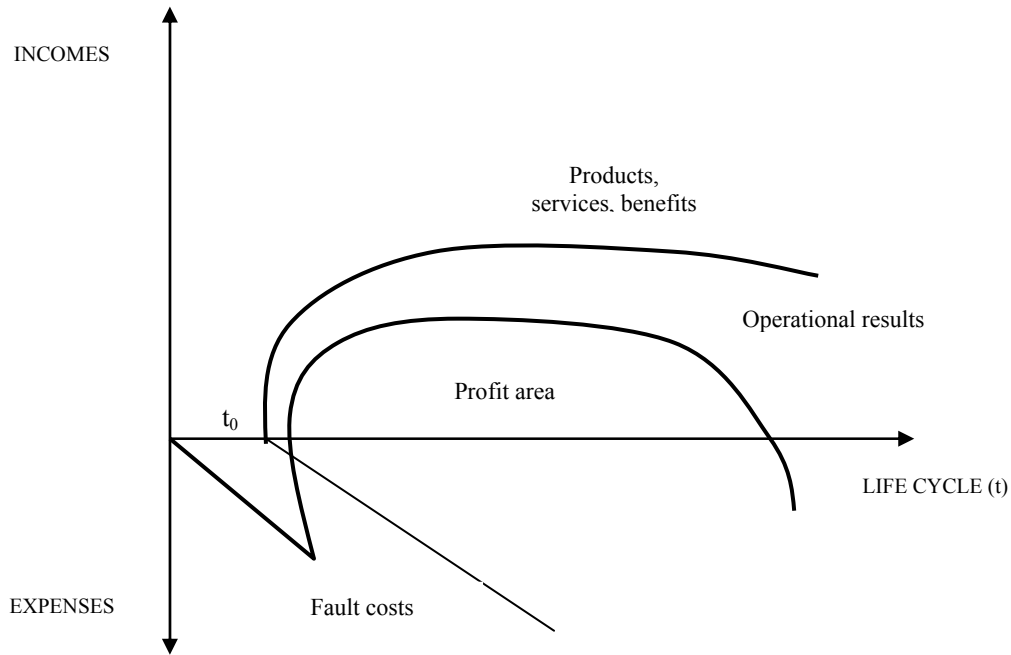 INCOMES
Products,
services, benefits
Operational results
Profit area
t0
LIFE CYCLE (t)
EXPENSES
Fault costs